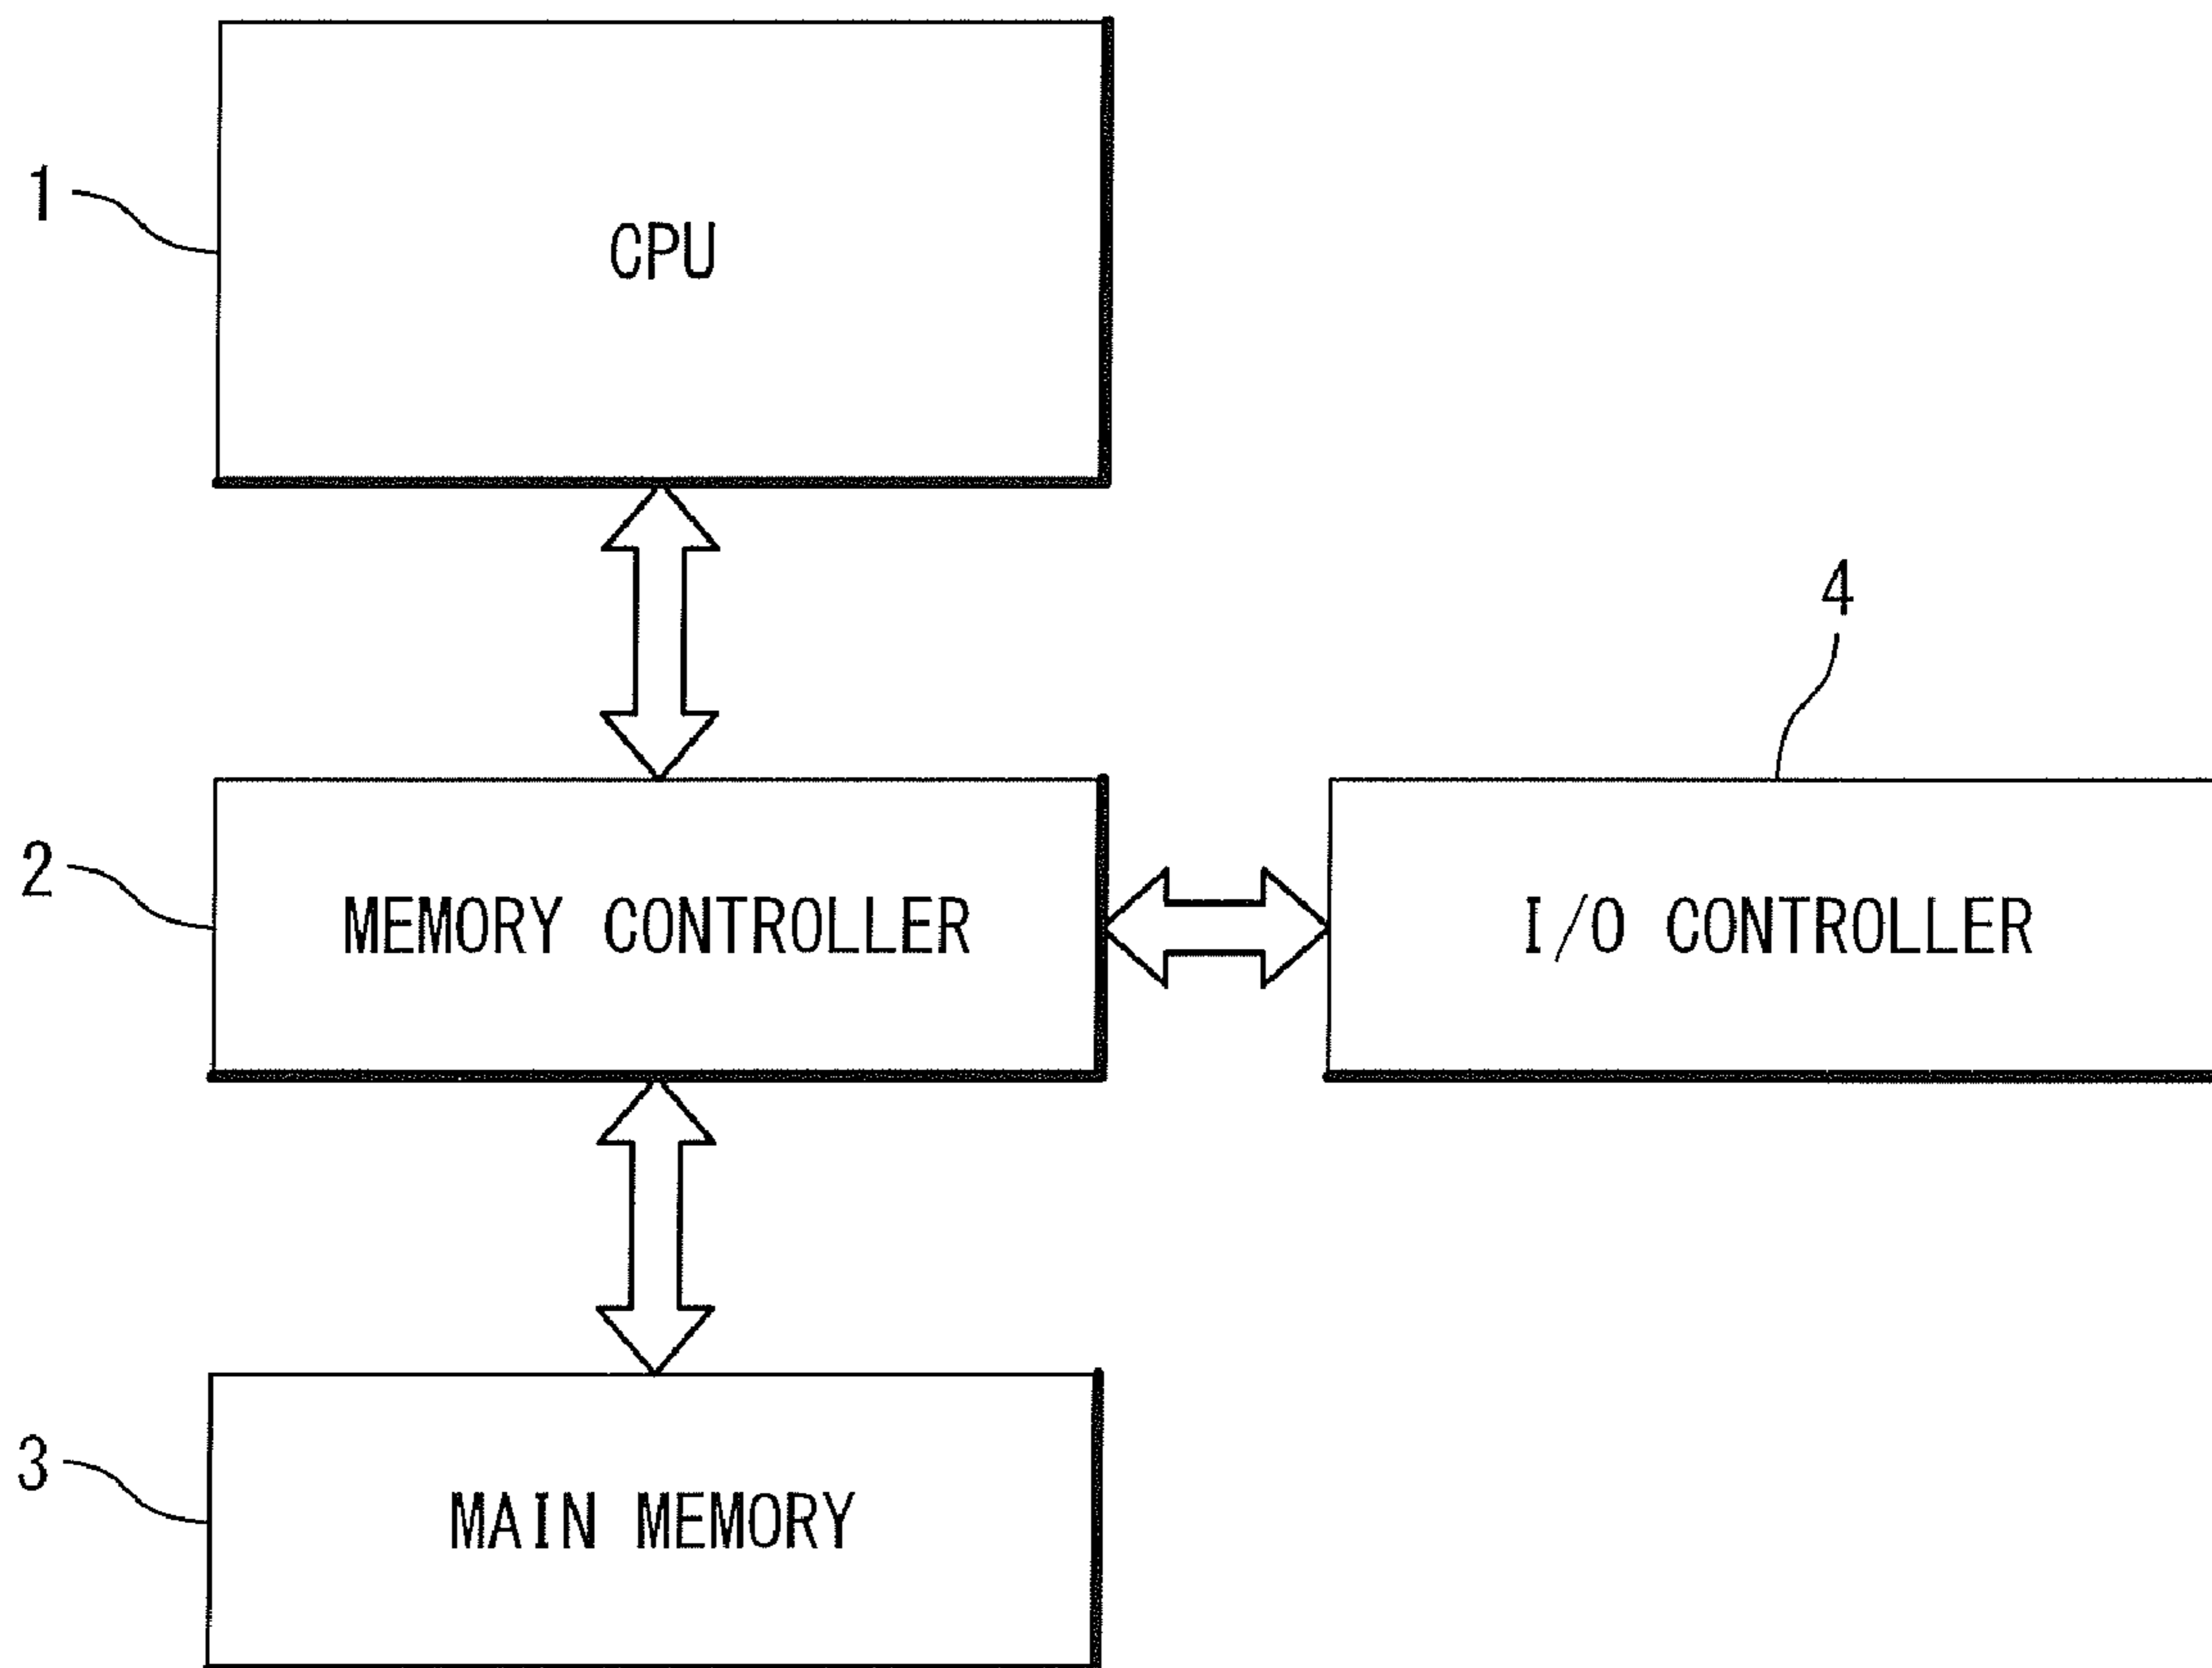 1
CPU
4
2
MEMORY CONTROLLER
I/O CONTROLLER
3
MAIN MEMORY